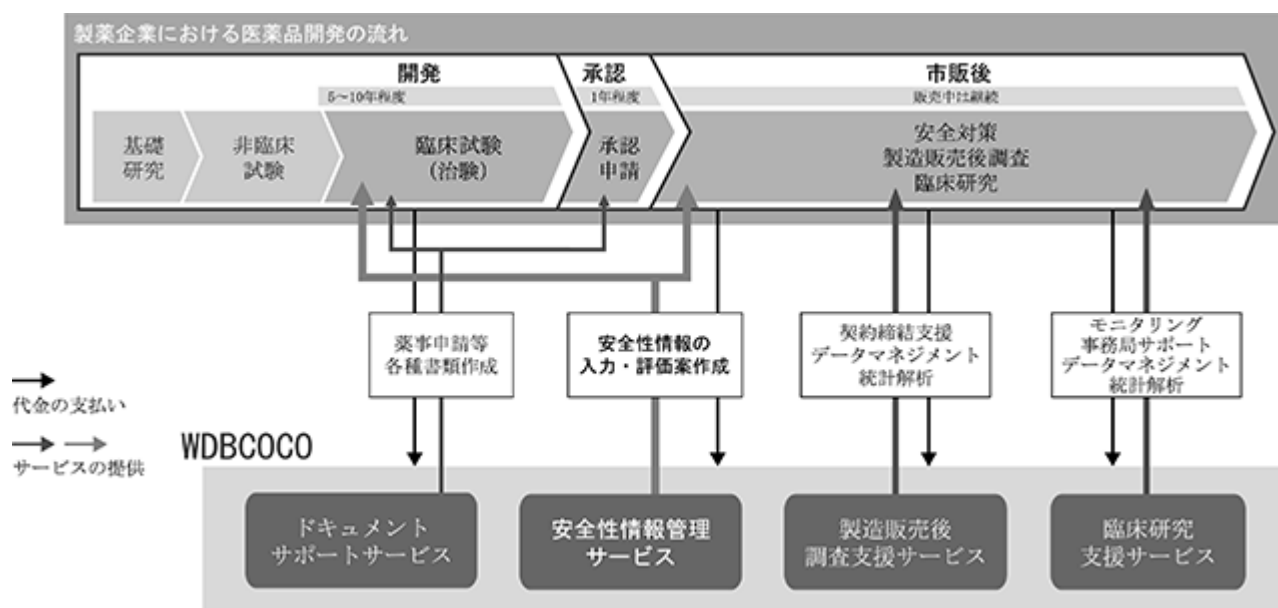 製薬企業における医薬品開発の流れ
開発
承認
市販後
5～10年程度
1年程度
販売中は継続
基礎
研究
非臨床
試験
臨床試験
(治験)
承認
申請
安全対策
製造販売後調査
臨床研究
薬事申請等
各種書類作成
安全性情報の
入力・評価案作成
契約締結支援
データマネジメント
統計解析
モニタリング
事務局サポート
データマネジメント
統計解析
代金の支払い
サービスの提供
WDBCOCO
ドキュメント
サポートサービス
安全性情報管理
サービス
製造販売後
調査支援サービス
臨床研究
支援サービス